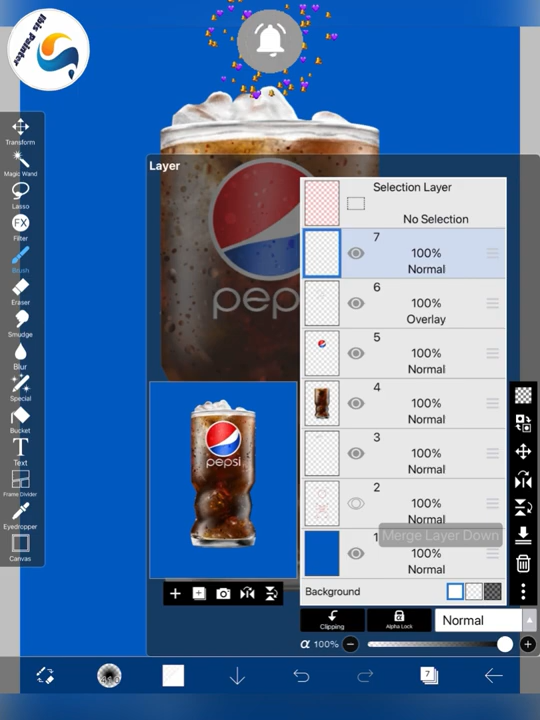 Ibis Painter
Layer
Selection Layer
No Selection
7
100%
Normal
6
100%
Overlay
5
100%
Normal
4
100%
Normal
3
100%
Normal
2
100%
Normal
Merge Layer Down
1
100%
Normal
Background
Clipping
Alpha Lock
Normal
α 100%
Transform
Magic Wand
Lasso
FX
Filter
Brush
Eraser
Smudge
Blur
Special
Bucket
T
Text
Frame Divider
Eyedropper
Canvas
pepsi
7